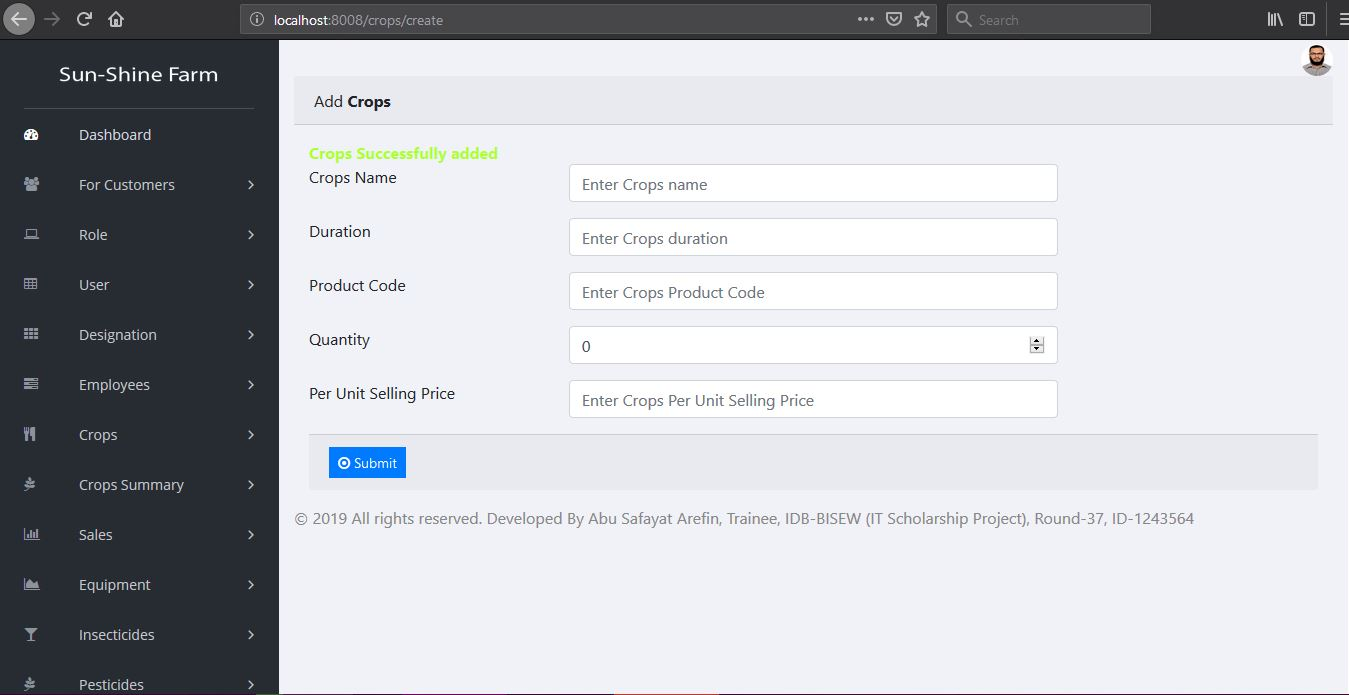 localhost:8008/crops/create
Search
Sun-Shine Farm
Dashboard
For Customers
Role
User
Designation
Employees
Crops
Crops Summary
Sales
Equipment
Insecticides
Pesticides
Add Crops
Crops Successfully added
Crops Name
Enter Crops name
Duration
Enter Crops duration
Product Code
Enter Crops Product Code
Quantity
0
Per Unit Selling Price
Enter Crops Per Unit Selling Price
Submit
© 2019 All rights reserved. Developed By Abu Safayat Arefin, Trainee, IDB-BISEW (IT Scholarship Project), Round-37, ID-1243564